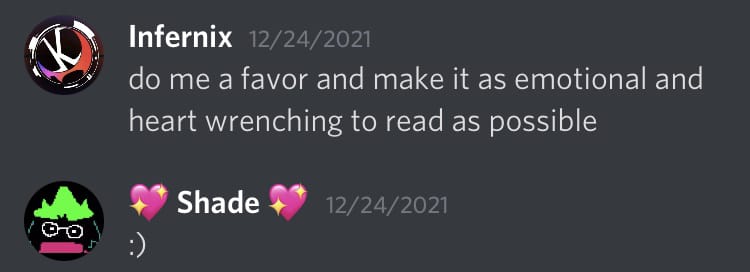 Infernix 12/24/2021
do me a favor and make it as emotional and
heart wrenching to read as possible
💖 Shade 💖 12/24/2021
:)